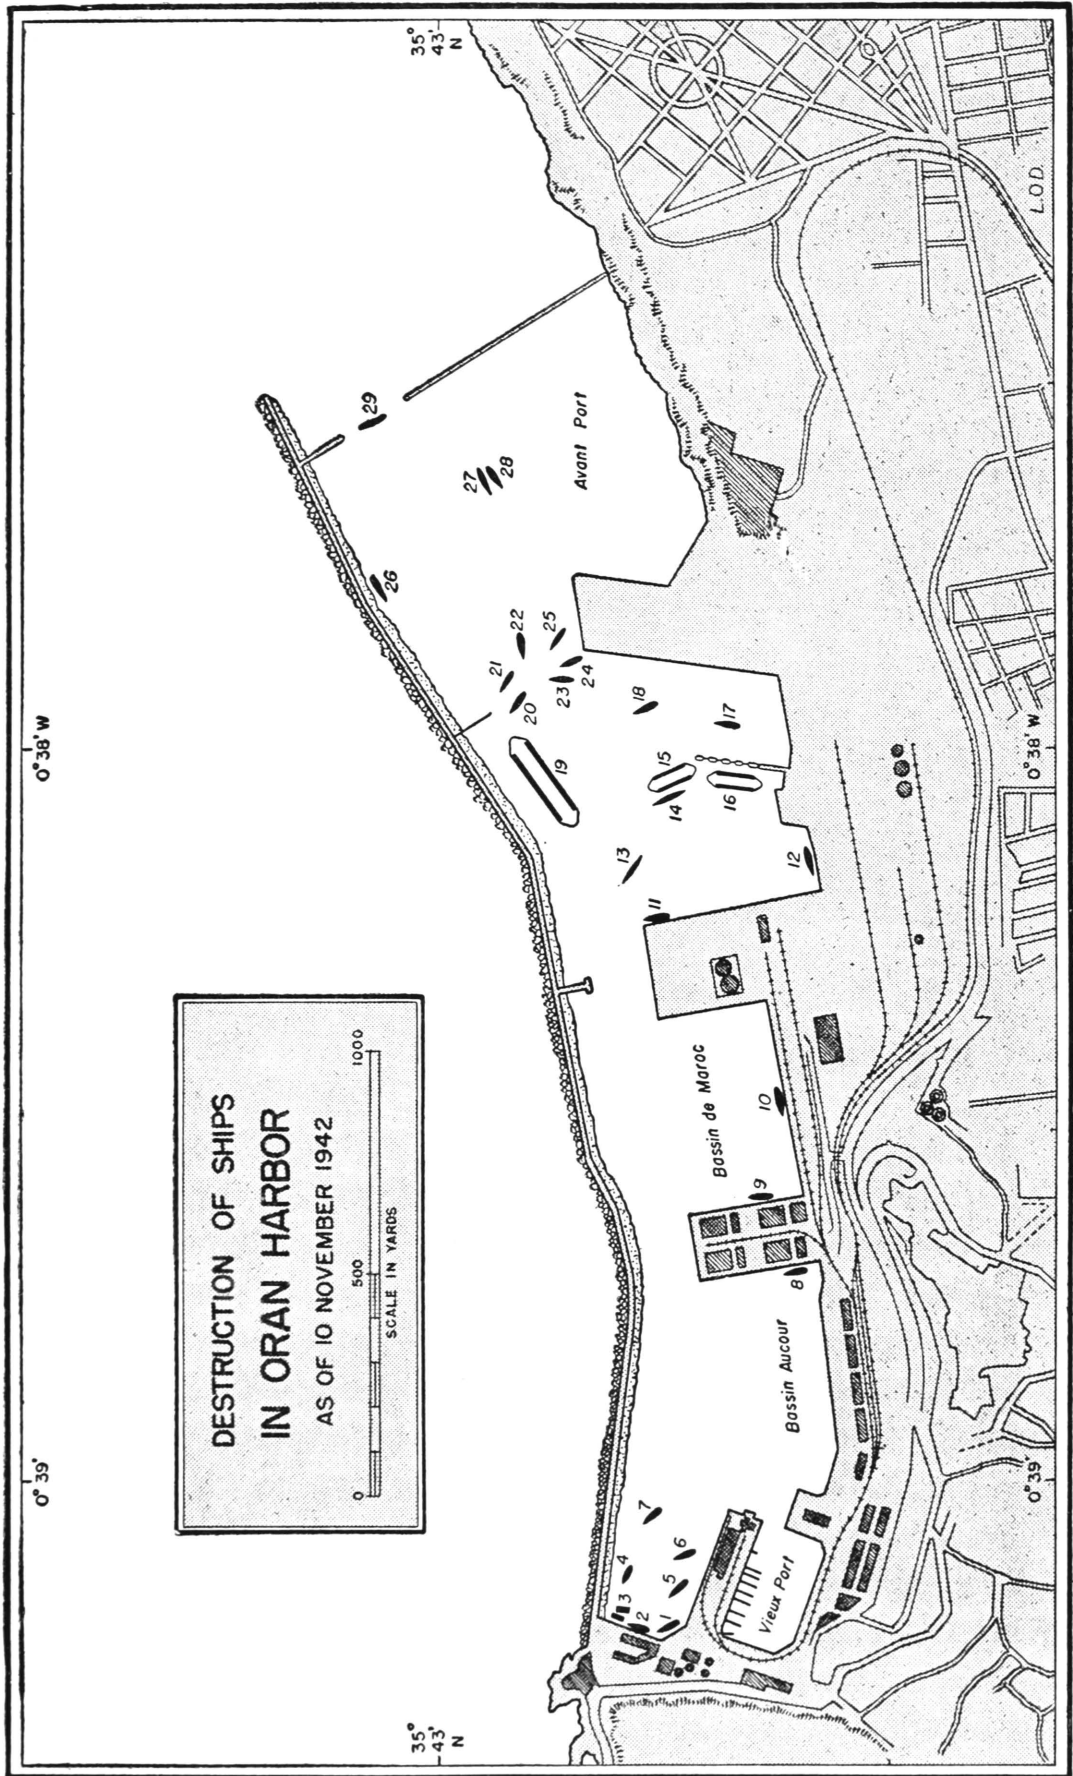 DESTRUCTION OF SHIPS
IN ORAN HARBOR
AS OF 10 NOVEMBER 1942
0 500 1000
SCALE IN YARDS
0° 39'
0° 38' W
35°
43'
N
35°
43'
N
1
2
3
4
5
6
7
Vieux Port
Bassin Aucour
8
9
Bassin de Maroc
10
11
12
13
14
15
16
17
18
19
20
21
22
23
24
25
26
27
28
29
Avant Port
0° 39'
0° 38' W
L.O.D.